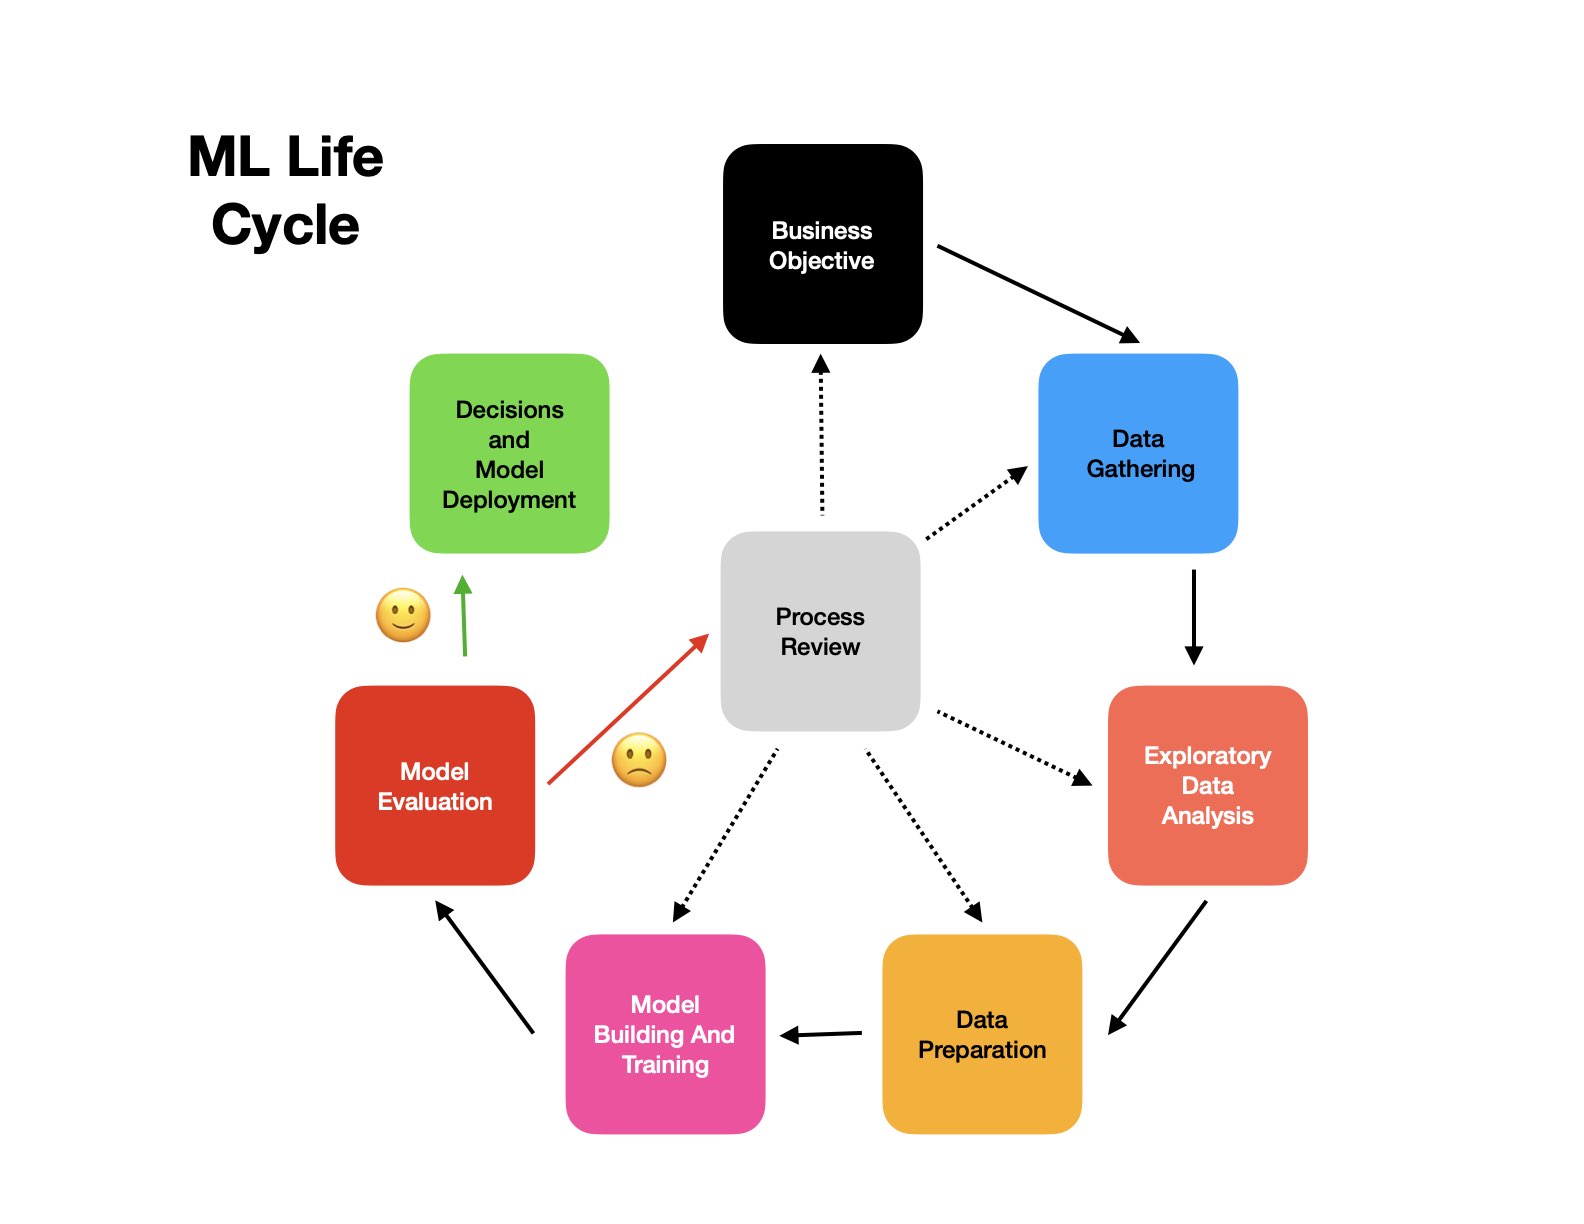 ML Life
Cycle
Business
Objective
Decisions
and
Model
Deployment
Data
Gathering
Process
Review
Model
Evaluation
Exploratory
Data
Analysis
Model
Building And
Training
Data
Preparation